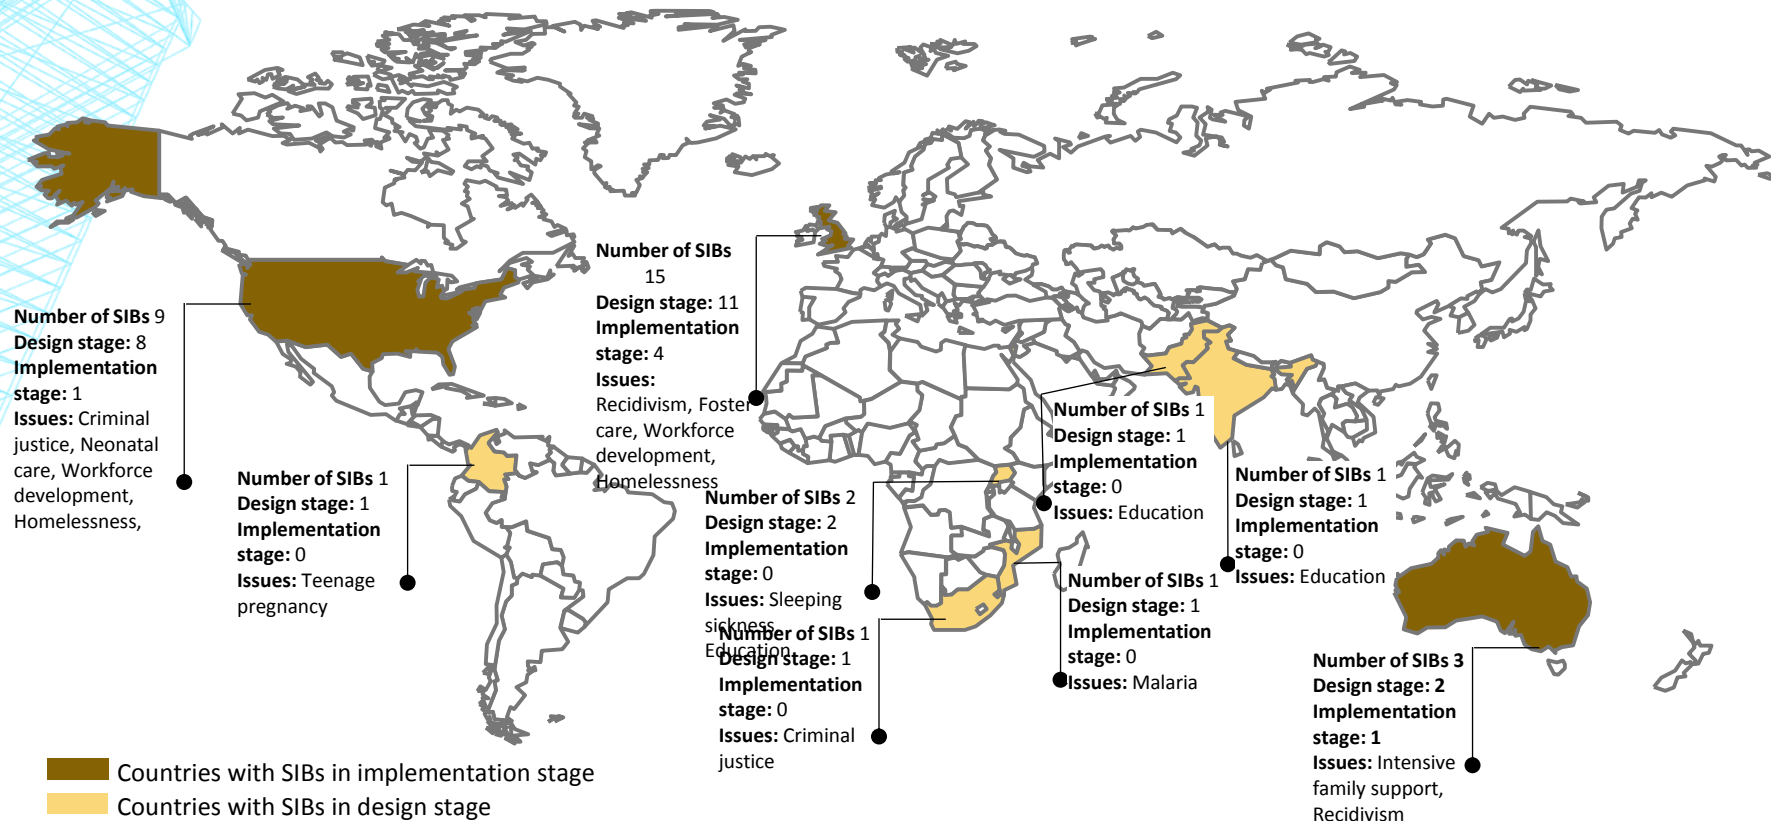 Number of SIBs 9
Design stage: 8
Implementation
stage: 1
Issues: Criminal
justice, Neonatal
care, Workforce
development,
Homelessness,
Number of SIBs 1
Design stage: 1
Implementation
stage: 0
Issues: Teenage
pregnancy
Number of SIBs
15
Design stage: 11
Implementation
stage: 4
Issues:
Recidivism, Foster
care, Workforce
development,
Homelessness
Number of SIBs 2
Design stage: 2
Implementation
stage: 0
Issues: Sleeping
sickness,
Education
Number of SIBs 1
Design stage: 1
Implementation
stage: 0
Issues: Criminal
justice
Number of SIBs 1
Design stage: 1
Implementation
stage: 0
Issues: Education
Number of SIBs 1
Design stage: 1
Implementation
stage: 0
Issues: Malaria
Number of SIBs 1
Design stage: 1
Implementation
stage: 0
Issues: Education
Number of SIBs 3
Design stage: 2
Implementation
stage: 1
Issues: Intensive
family support,
Recidivism
Countries with SIBs in implementation stage
Countries with SIBs in design stage